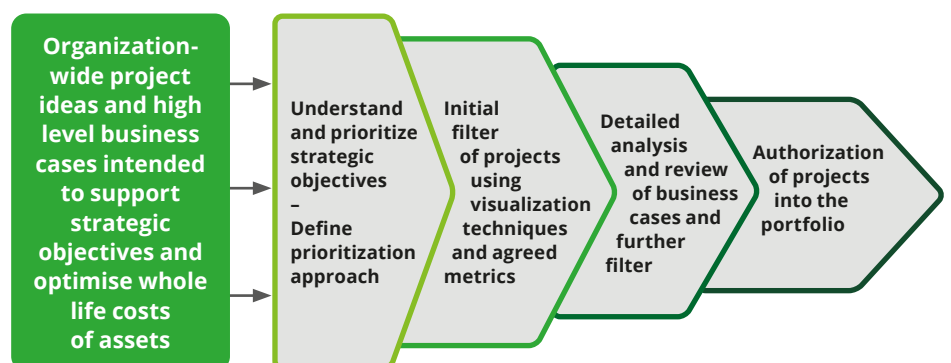 Organization-
wide project
ideas and high
level business
cases intended
to support
strategic
objectives and
optimise whole
life costs
of assets
Understand
and prioritize
strategic
objectives
–
Define
prioritization
approach
Initial
filter
of projects
using
visualization
techniques
and agreed
metrics
Detailed
analysis
and review
of business
cases and
further
filter
Authorization
of projects
into the
portfolio